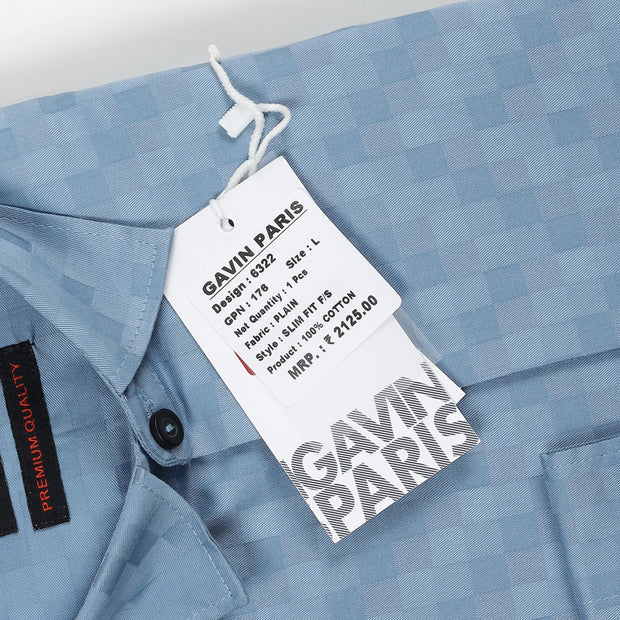 GAVIN PARIS
Design : 6322
GPN : 176 Size : L
Net Quantity : 1 Pcs
Fabric : PLAIN
Style : SLIM FIT F/S
Product : 100% COTTON
MRP. : ₹ 2125.00
GAVIN
PARIS
PREMIUM QUALITY